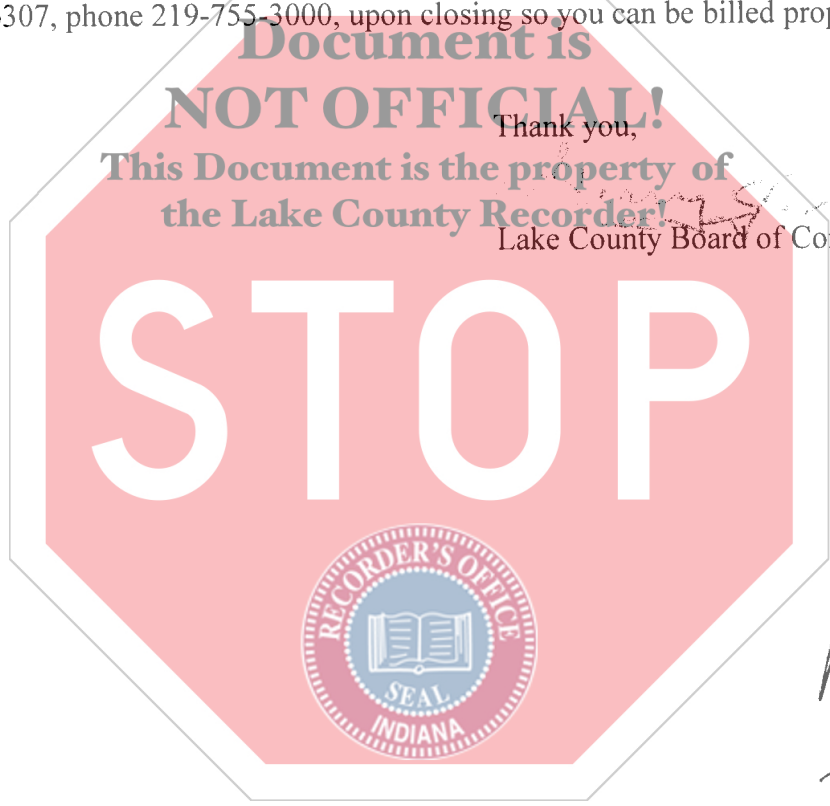 -307, phone 219-755-3000, upon closing so you can be billed prop
Document is
NOT OFFICIAL!
Thank you,
This Document is the property of
the Lake County Recorder!
Lake County Board of Co
STOP
RECORDER'S OFFICE
SEAL
INDIANA